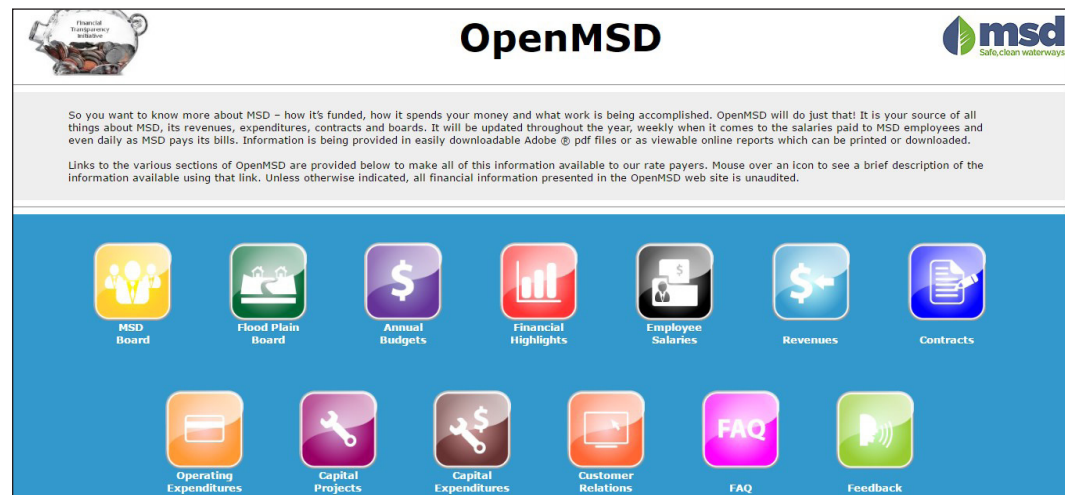 Financial
Transparency
Initiative
OpenMSD
msd
Safe, clean waterways
So you want to know more about MSD – how it's funded, how it spends your money and what work is being accomplished. OpenMSD will do just that! It is your source of all
things about MSD, its revenues, expenditures, contracts and boards. It will be updated throughout the year, weekly when it comes to the salaries paid to MSD employees and
even daily as MSD pays its bills. Information is being provided in easily downloadable Adobe ® pdf files or as viewable online reports which can be printed or downloaded.
Links to the various sections of OpenMSD are provided below to make all of this information available to our rate payers. Mouse over an icon to see a brief description of the
information available using that link. Unless otherwise indicated, all financial information presented in the OpenMSD web site is unaudited.
$
$
$
MSD
Board
Flood Plain
Board
Annual
Budgets
Financial
Highlights
Employee
Salaries
Revenues
Contracts
$
FAQ
Operating
Expenditures
Capital
Projects
Capital
Expenditures
Customer
Relations
FAQ
Feedback